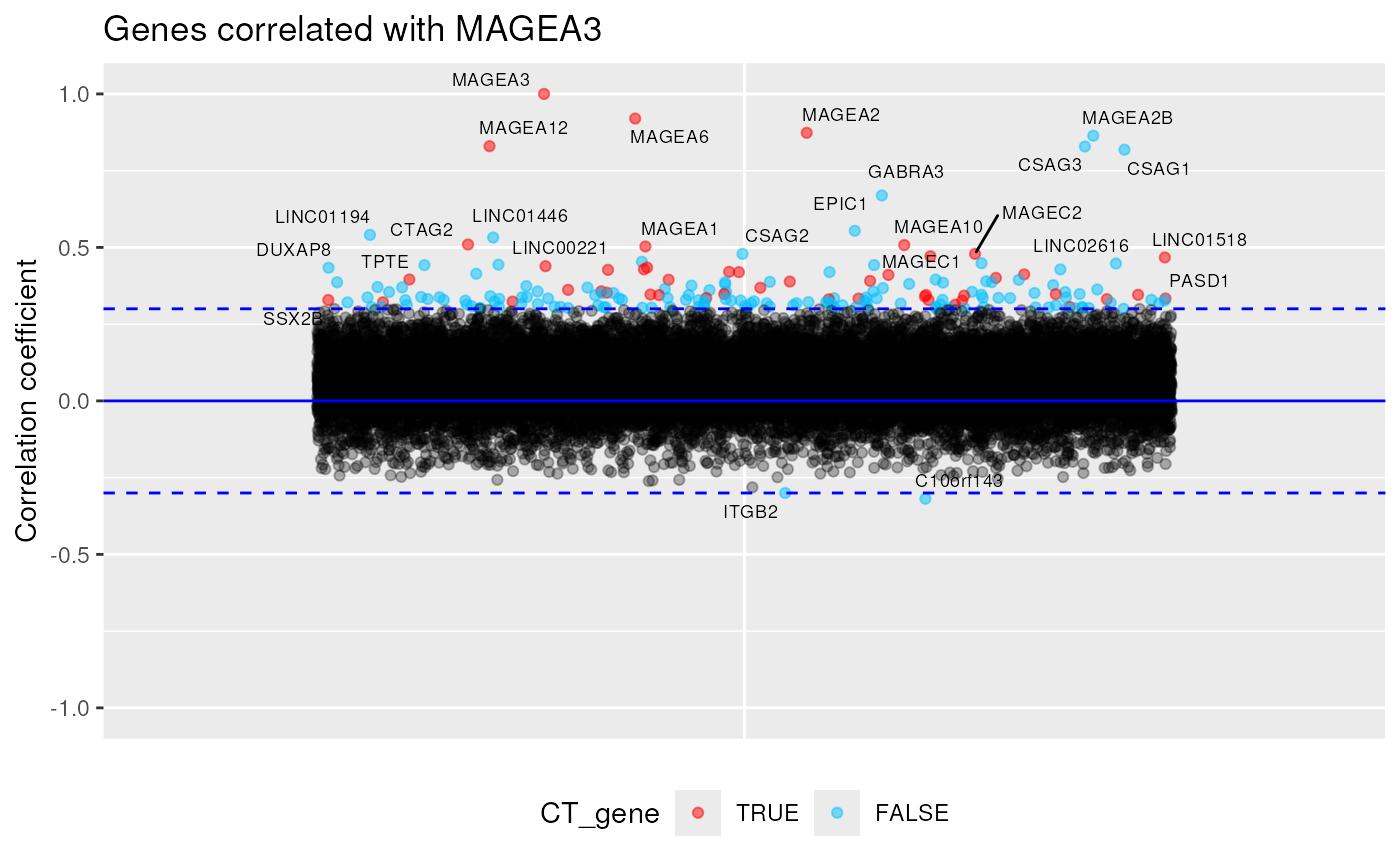 Genes correlated with MAGEA3
Correlation coefficient
1.0
0.5
0.0
-0.5
-1.0
MAGEA3
MAGEA12
MAGEA6
MAGEA2
MAGEA2B
CSAG3
CSAG1
GABRA3
EPIC1
LINC01194
CTAG2
LINC01446
MAGEA1
CSAG2
MAGEA10
MAGEC2
DUXAP8
TPTE
LINC00221
MAGEC1
LINC02616
LINC01518
PASD1
SSX2B
C10orf143
ITGB2
CT_gene
TRUE
FALSE